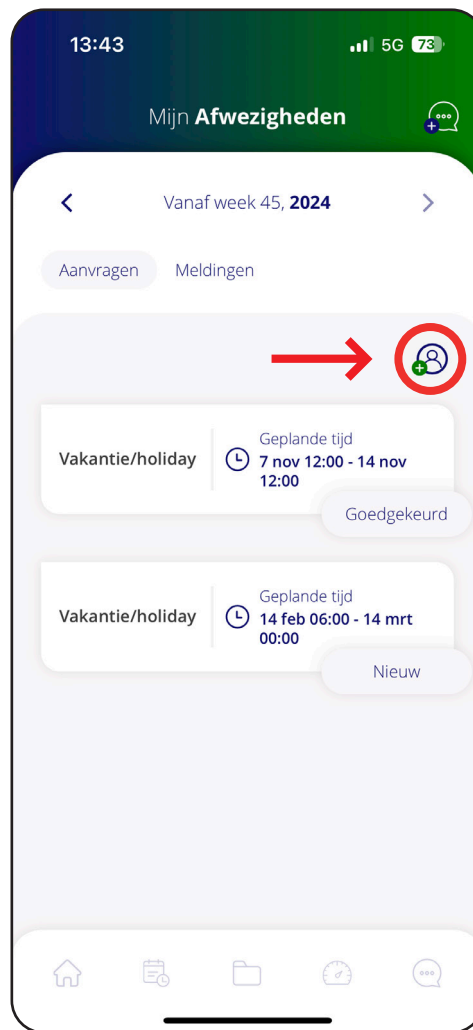 13:43
5G 73
Mijn Afwezigheden
Vanaf week 45, 2024
Aanvragen Meldingen
Geplande tijd
Vakantie/holiday 7 nov 12:00 - 14 nov
12:00
Goedgekeurd
Geplande tijd
Vakantie/holiday 14 feb 06:00 - 14 mrt
00:00
Nieuw